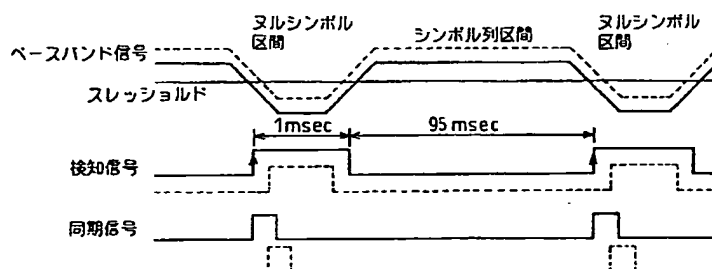 ヌルシンボル
区間
シンボル列区間
ヌルシンボル
区間
ベースバンド信号
スレッショルド
1msec
95msec
検知信号
同期信号